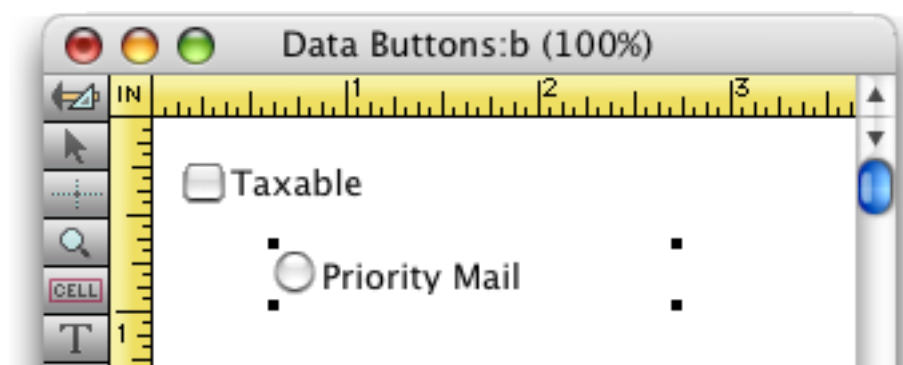 Data Buttons:b (100%)
IN 1 2 3
Taxable
Priority Mail
CELL
T 1